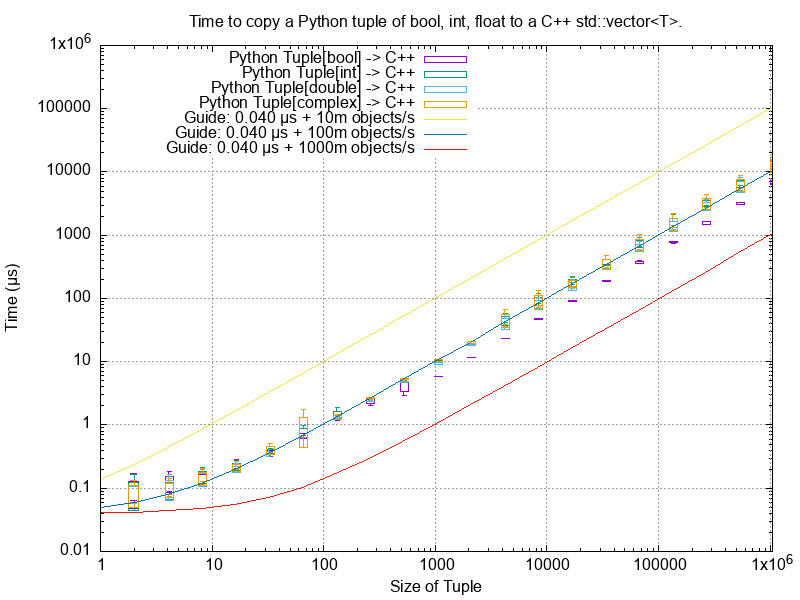 Time to copy a Python tuple of bool, int, float to a C++ std::vector<T>.
Python Tuple[bool] -> C++
Python Tuple[int] -> C++
Python Tuple[double] -> C++
Python Tuple[complex] -> C++
Guide: 0.040 µs + 10m objects/s
Guide: 0.040 µs + 100m objects/s
Guide: 0.040 µs + 1000m objects/s
1x10^6
100000
10000
1000
100
10
1
0.1
0.01
Time (µs)
1 10 100 1000 10000 100000 1x10^6
Size of Tuple